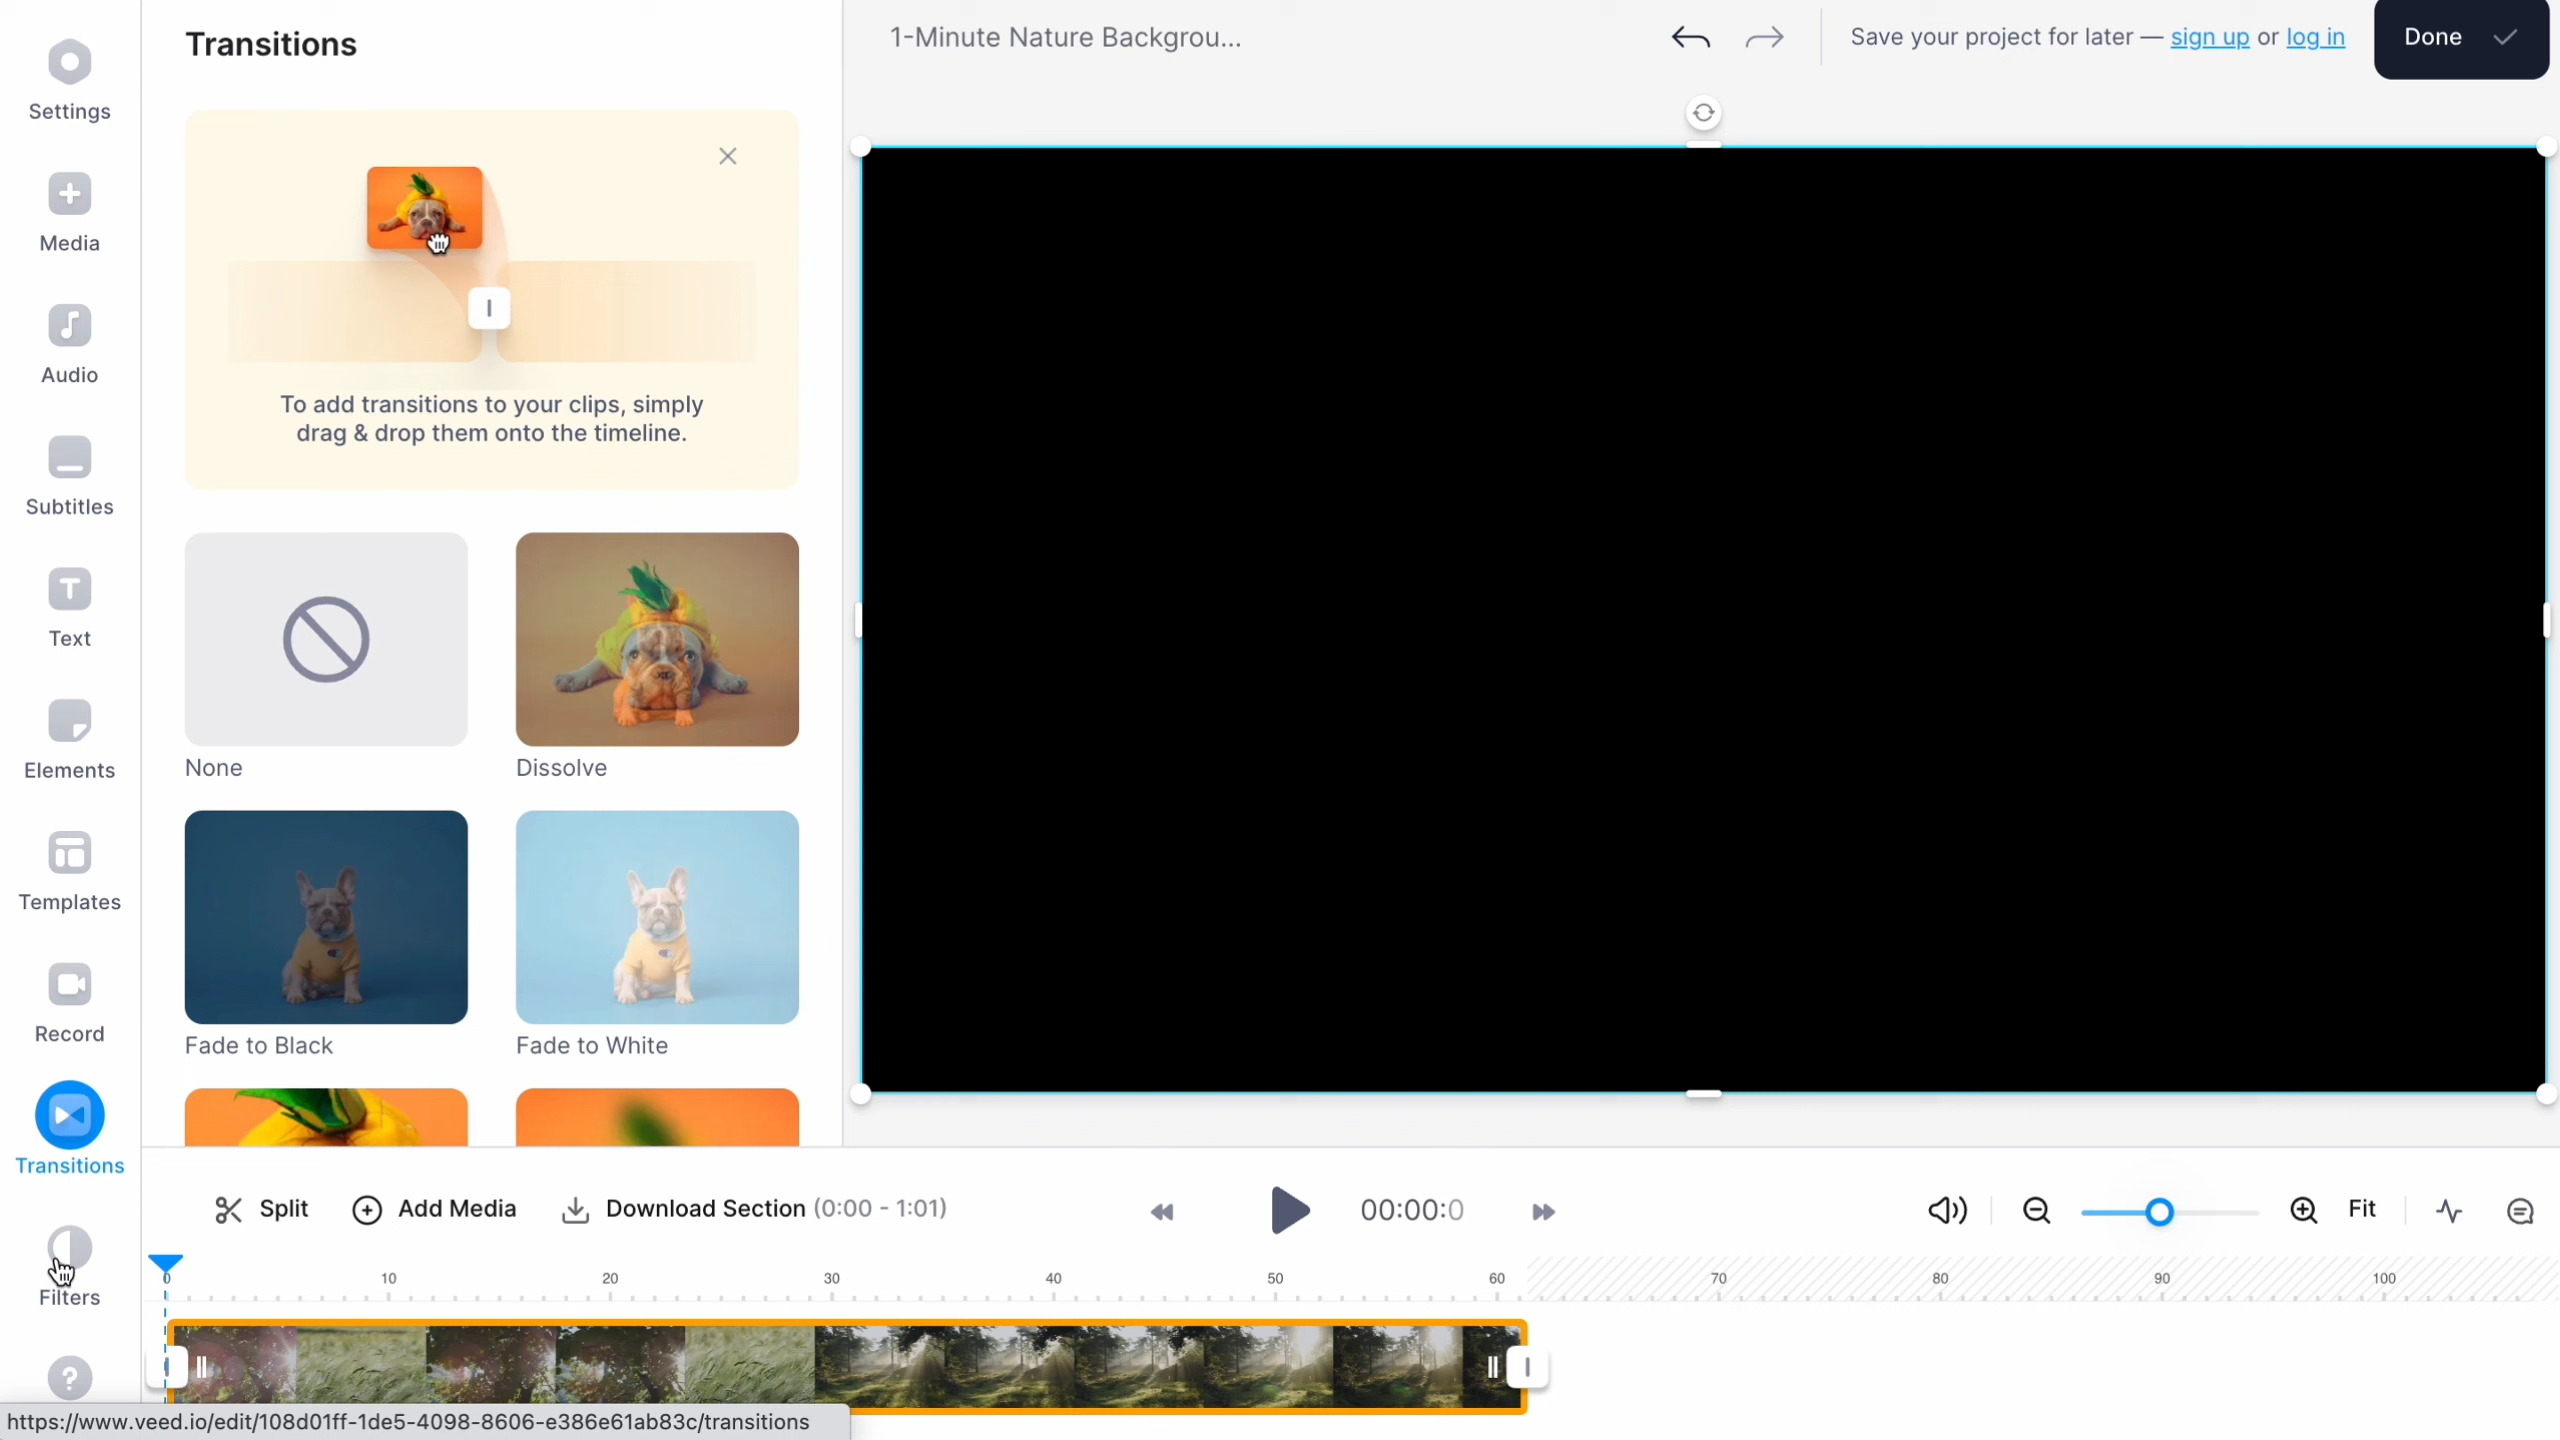 Settings
Media
Audio
Subtitles
Text
Elements
Templates
Record
Transitions
Filters
Transitions
To add transitions to your clips, simply
drag & drop them onto the timeline.
None
Dissolve
Fade to Black
Fade to White
1-Minute Nature Backgrou...
Save your project for later — sign up or log in
Done
Split
Add Media
Download Section (0:00 - 1:01)
00:00:0
Fit
0 10 20 30 40 50 60 70 80 90 100
https://www.veed.io/edit/108d01ff-1de5-4098-8606-e386e61ab83c/transitions